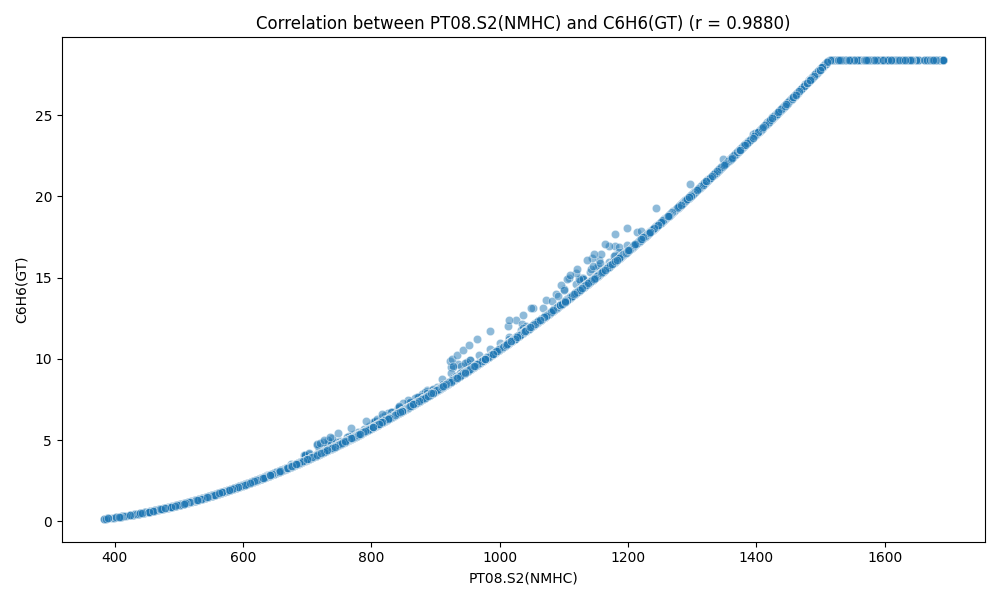 Correlation between PT08.S2(NMHC) and C6H6(GT) (r = 0.9880)
C6H6(GT)
25
20
15
10
5
0
400 600 800 1000 1200 1400 1600
PT08.S2(NMHC)